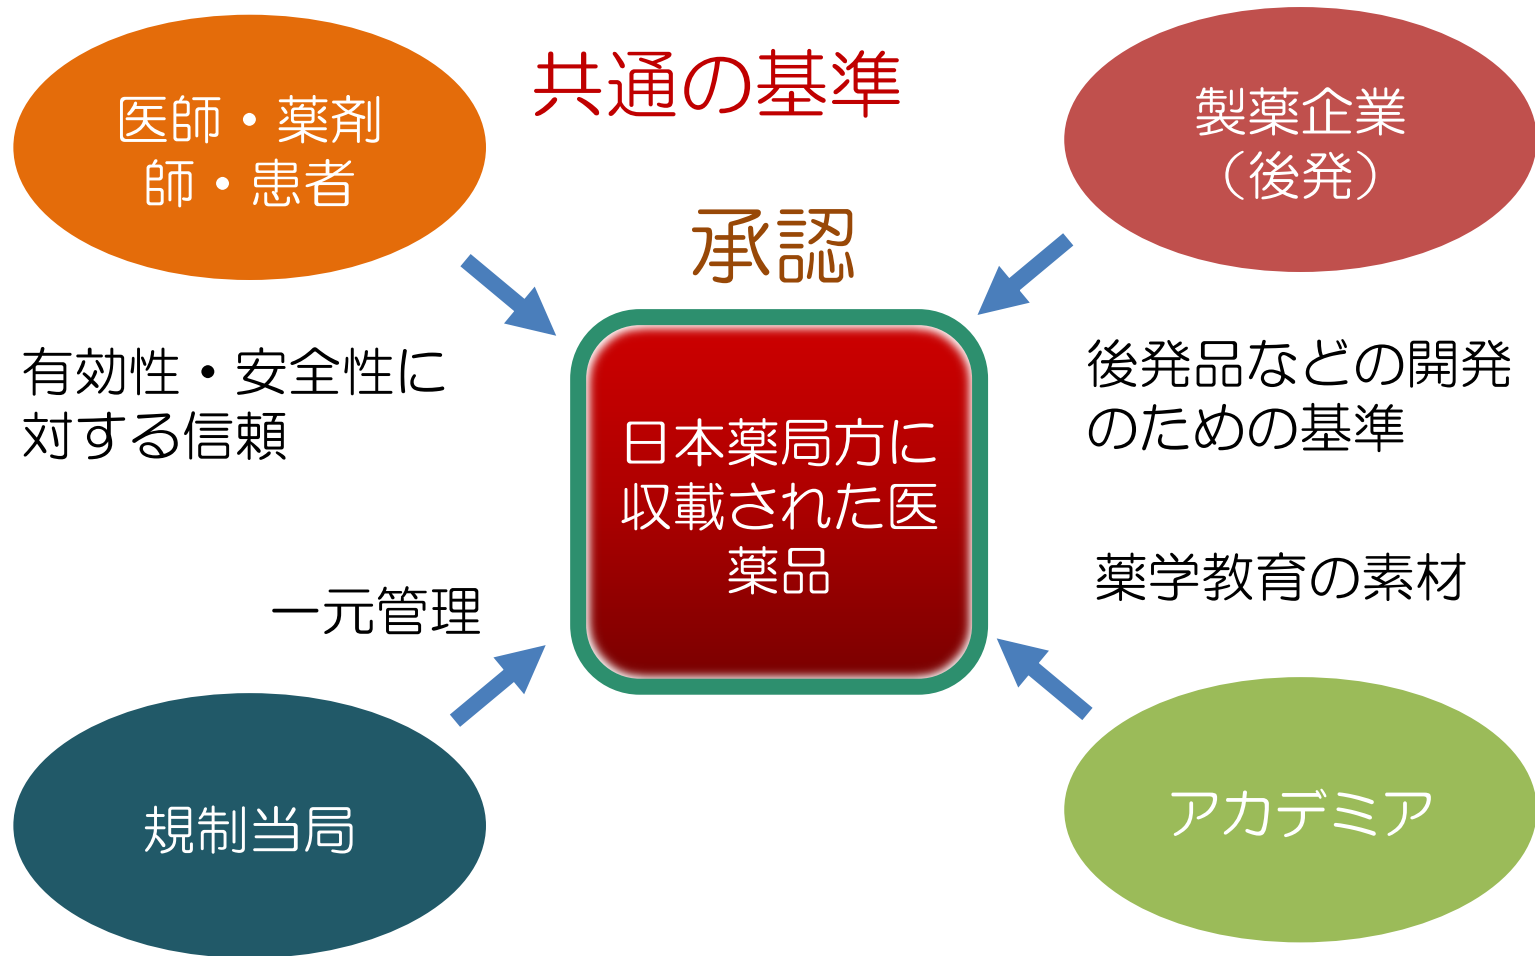 共通の基準
医師・薬剤
師・患者
製薬企業
（後発）
承認
有効性・安全性に
対する信頼
後発品などの開発
のための基準
日本薬局方に
収載された医
薬品
一元管理
薬学教育の素材
規制当局
アカデミア